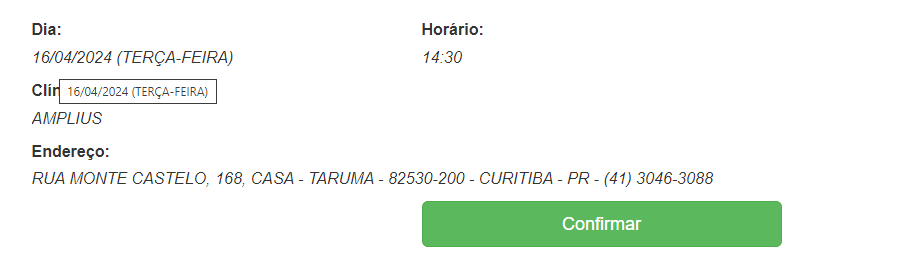 Dia: Horário:
16/04/2024 (TERÇA-FEIRA) 14:30
Clín 16/04/2024 (TERÇA-FEIRA)
AMPLIUS
Endereço:
RUA MONTE CASTELO, 168, CASA - TARUMA - 82530-200 - CURITIBA - PR - (41) 3046-3088
Confirmar